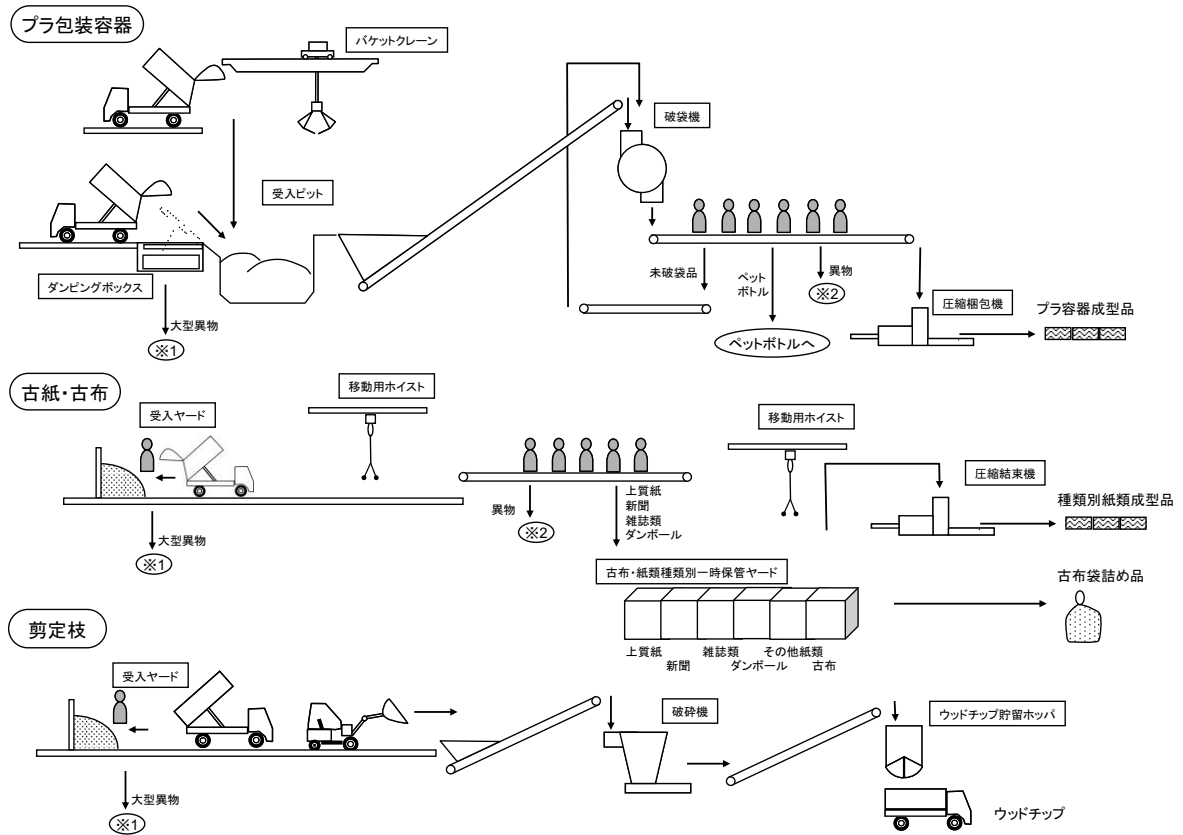 プラ包装容器
バケットクレーン
破袋機
受入ピット
ダンピングボックス
大型異物
※1
未破袋品
ペット
ボトル
異物
※2
ペットボトルへ
圧縮梱包機
プラ容器成型品
古紙・古布
受入ヤード
移動用ホイスト
大型異物
※1
異物
※2
上質紙
新聞
雑誌類
ダンボール
移動用ホイスト
圧縮結束機
種類別紙類成型品
古布・紙類種類別一時保管ヤード
上質紙
新聞
雑誌類
ダンボール
その他紙類
古布
古布袋詰め品
剪定枝
受入ヤード
大型異物
※1
破砕機
ウッドチップ貯留ホッパ
ウッドチップ